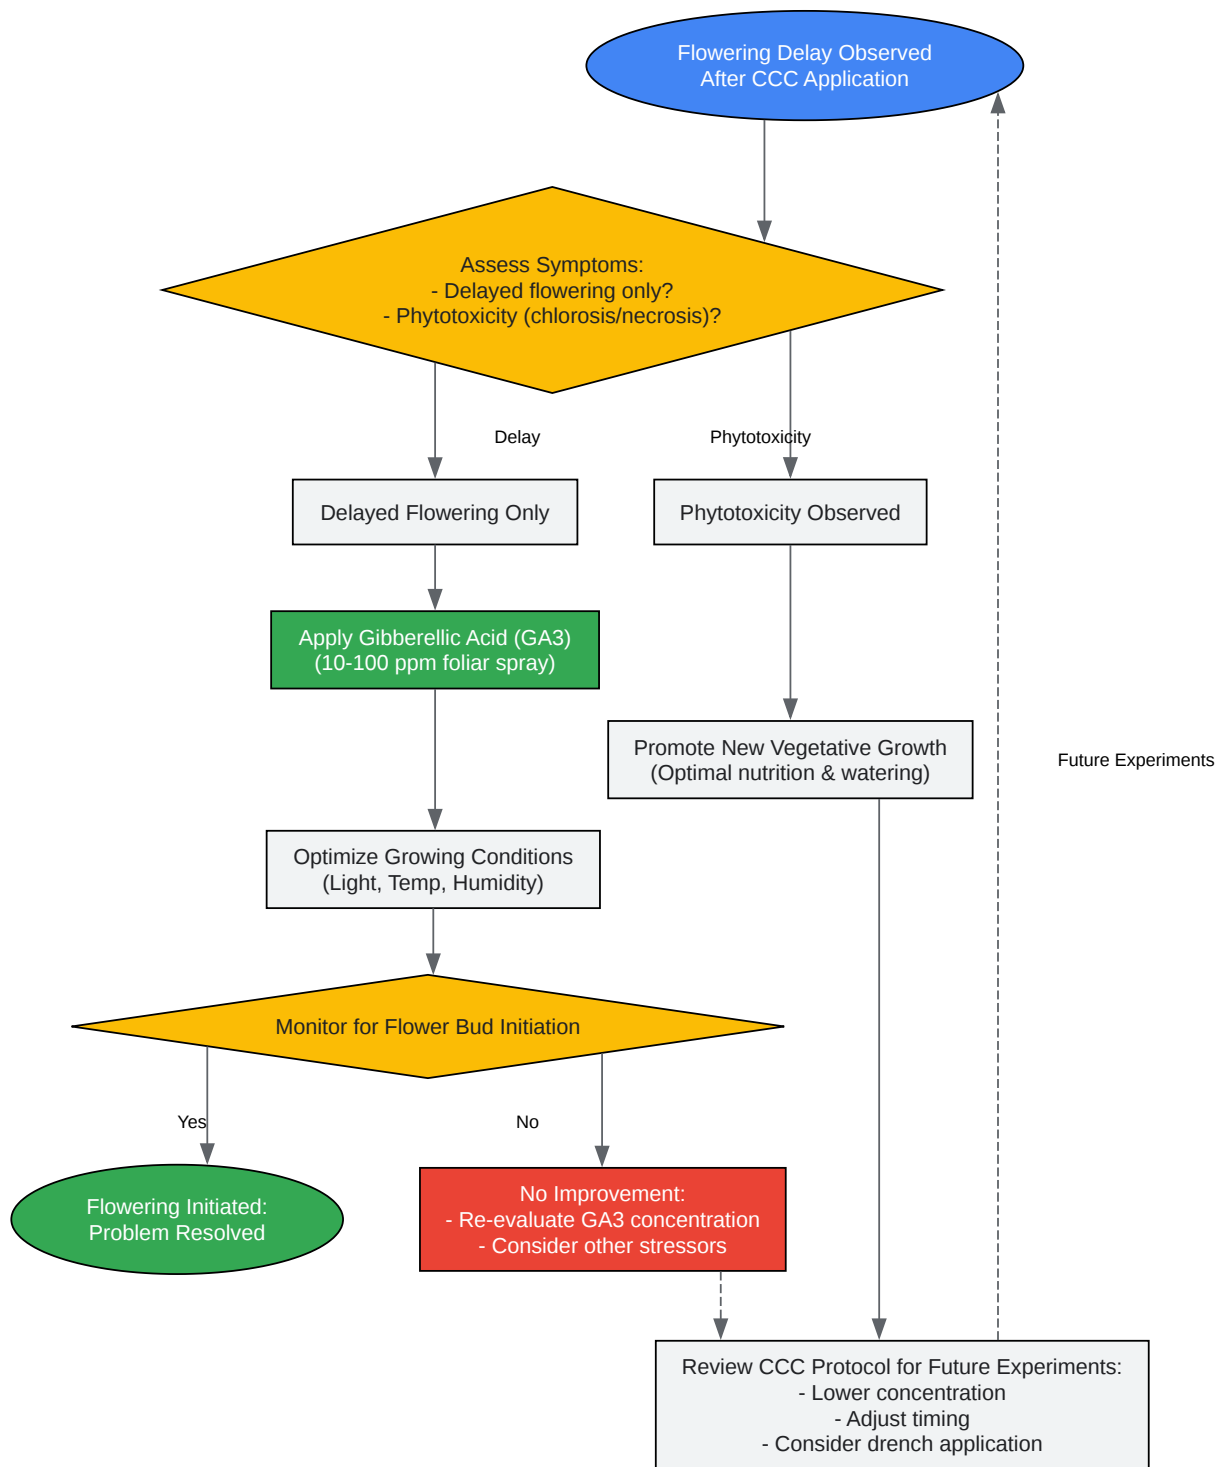 Flowering Delay Observed
After CCC Application
Assess Symptoms:
- Delayed flowering only?
- Phytotoxicity (chlorosis/necrosis)?
Delay
Phytotoxicity
Delayed Flowering Only
Phytotoxicity Observed
Apply Gibberellic Acid (GA3)
(10-100 ppm foliar spray)
Promote New Vegetative Growth
(Optimal nutrition & watering)
Future Experiments
Optimize Growing Conditions
(Light, Temp, Humidity)
Monitor for Flower Bud Initiation
Yes
No
Flowering Initiated:
Problem Resolved
No Improvement:
- Re-evaluate GA3 concentration
- Consider other stressors
Review CCC Protocol for Future Experiments:
- Lower concentration
- Adjust timing
- Consider drench application